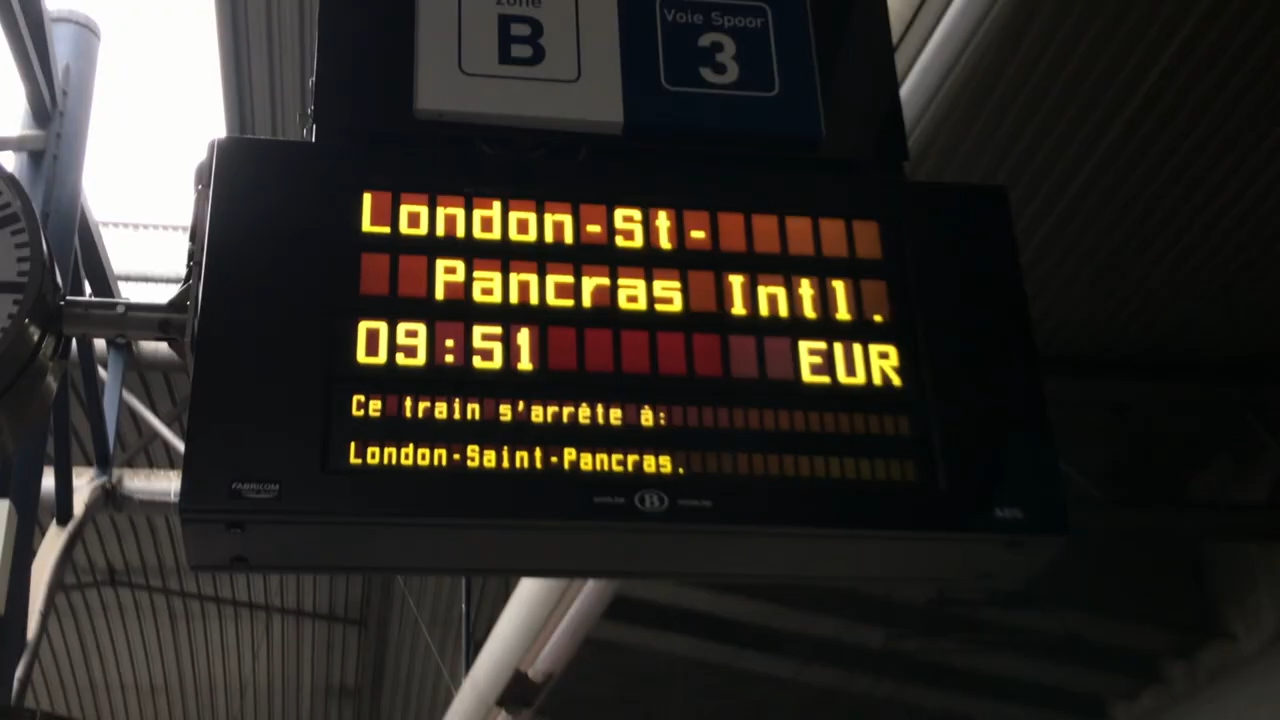 Zone
B
Voie Spoor
3
London-St-
Pancras Intl.
09:51 EUR
Ce train s'arrête à:
London-Saint-Pancras.
FABRICOM
B